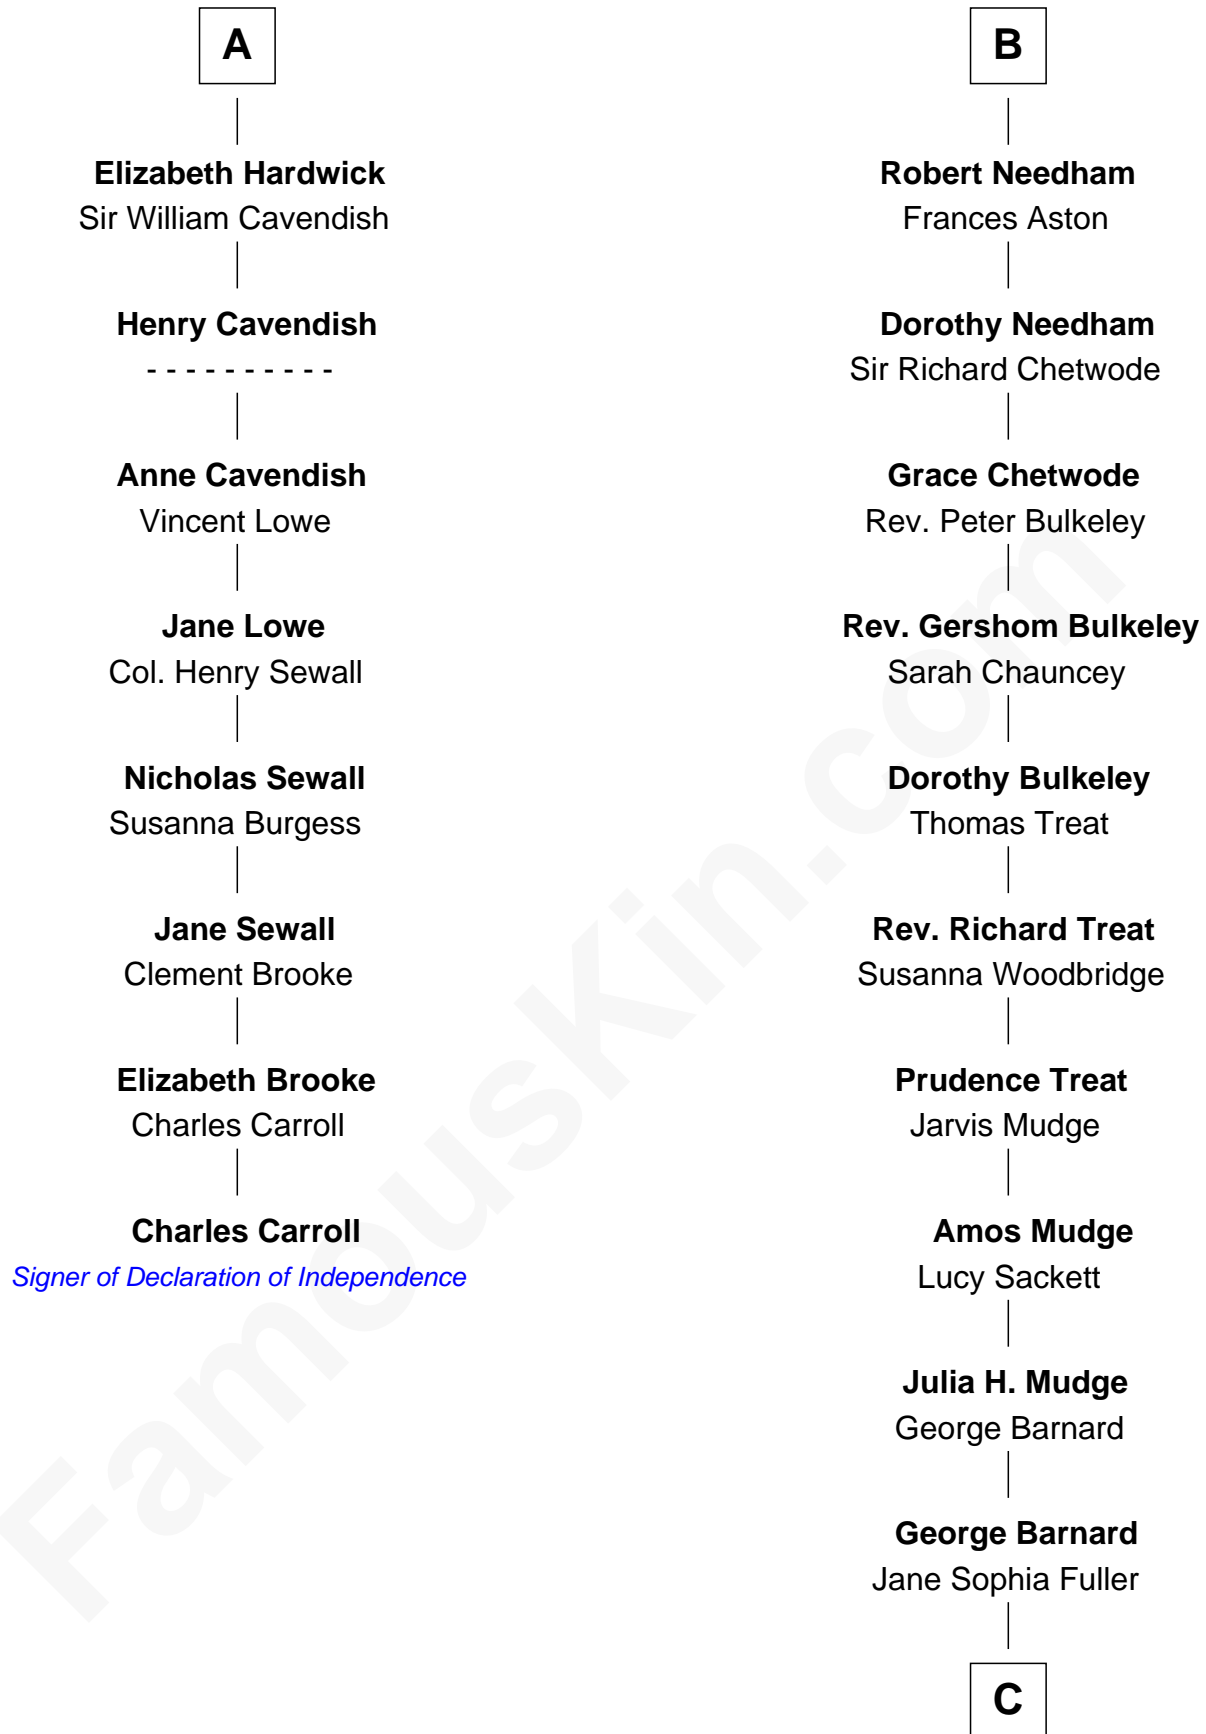 A
Elizabeth Hardwick
Sir William Cavendish
Henry Cavendish
- - - - - - - - - -
Anne Cavendish
Vincent Lowe
Jane Lowe
Col. Henry Sewall
Nicholas Sewall
Susanna Burgess
Jane Sewall
Clement Brooke
Elizabeth Brooke
Charles Carroll
Charles Carroll
Signer of Declaration of Independence
B
Robert Needham
Frances Aston
Dorothy Needham
Sir Richard Chetwode
Grace Chetwode
Rev. Peter Bulkeley
Rev. Gershom Bulkeley
Sarah Chauncey
Dorothy Bulkeley
Thomas Treat
Rev. Richard Treat
Susanna Woodbridge
Prudence Treat
Jarvis Mudge
Amos Mudge
Lucy Sackett
Julia H. Mudge
George Barnard
George Barnard
Jane Sophia Fuller
C
FamousKin.com